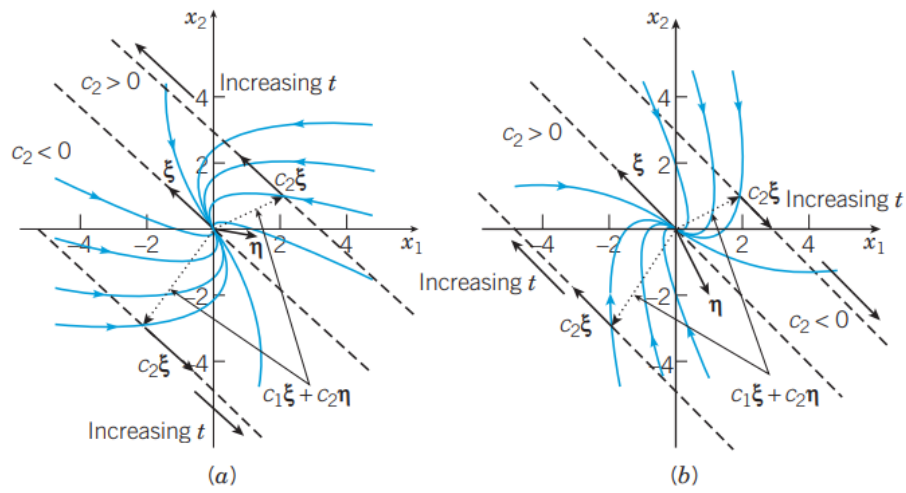 x₂
Increasing t
c₂ > 0
4
c₂ < 0
2
ξ
c₂ξ
−2
2
4
x₁
η
−2
c₂ξ
−4
c₁ξ + c₂η
Increasing t
(a)
x₂
4
c₂ > 0
2
ξ
c₂ξ
Increasing t
−4
−2
2
4
x₁
Increasing t
−2
η
c₂ξ
c₂ < 0
−4
c₁ξ + c₂η
(b)